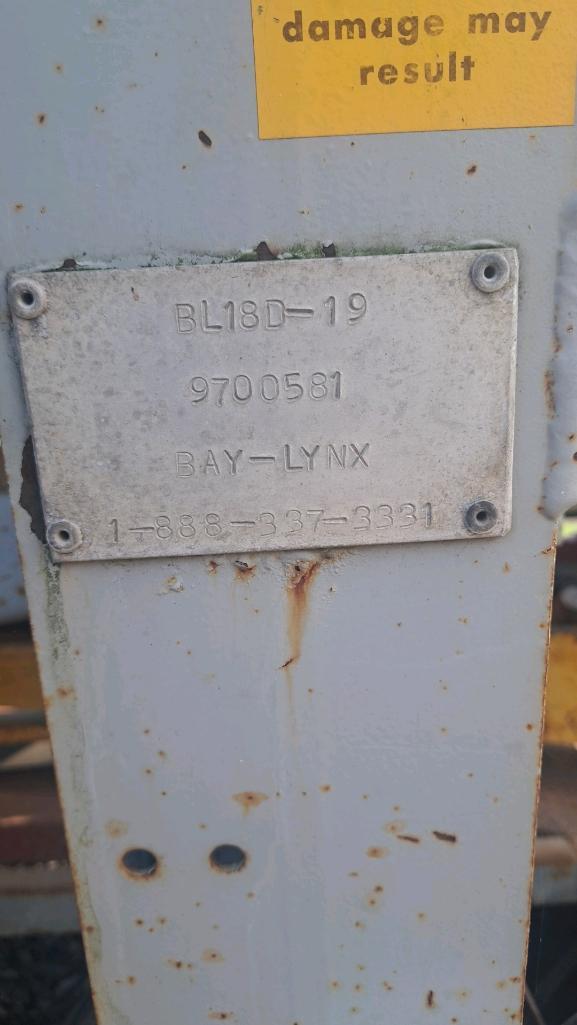 damage may
result
BL18D-19
9700581
BAY-LYNX
1-888-337-3331